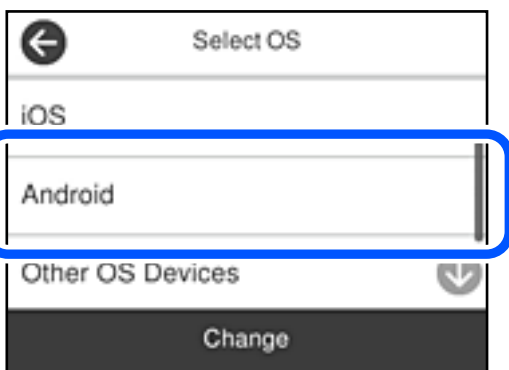 Select OS
iOS
Android
Other OS Devices
Change